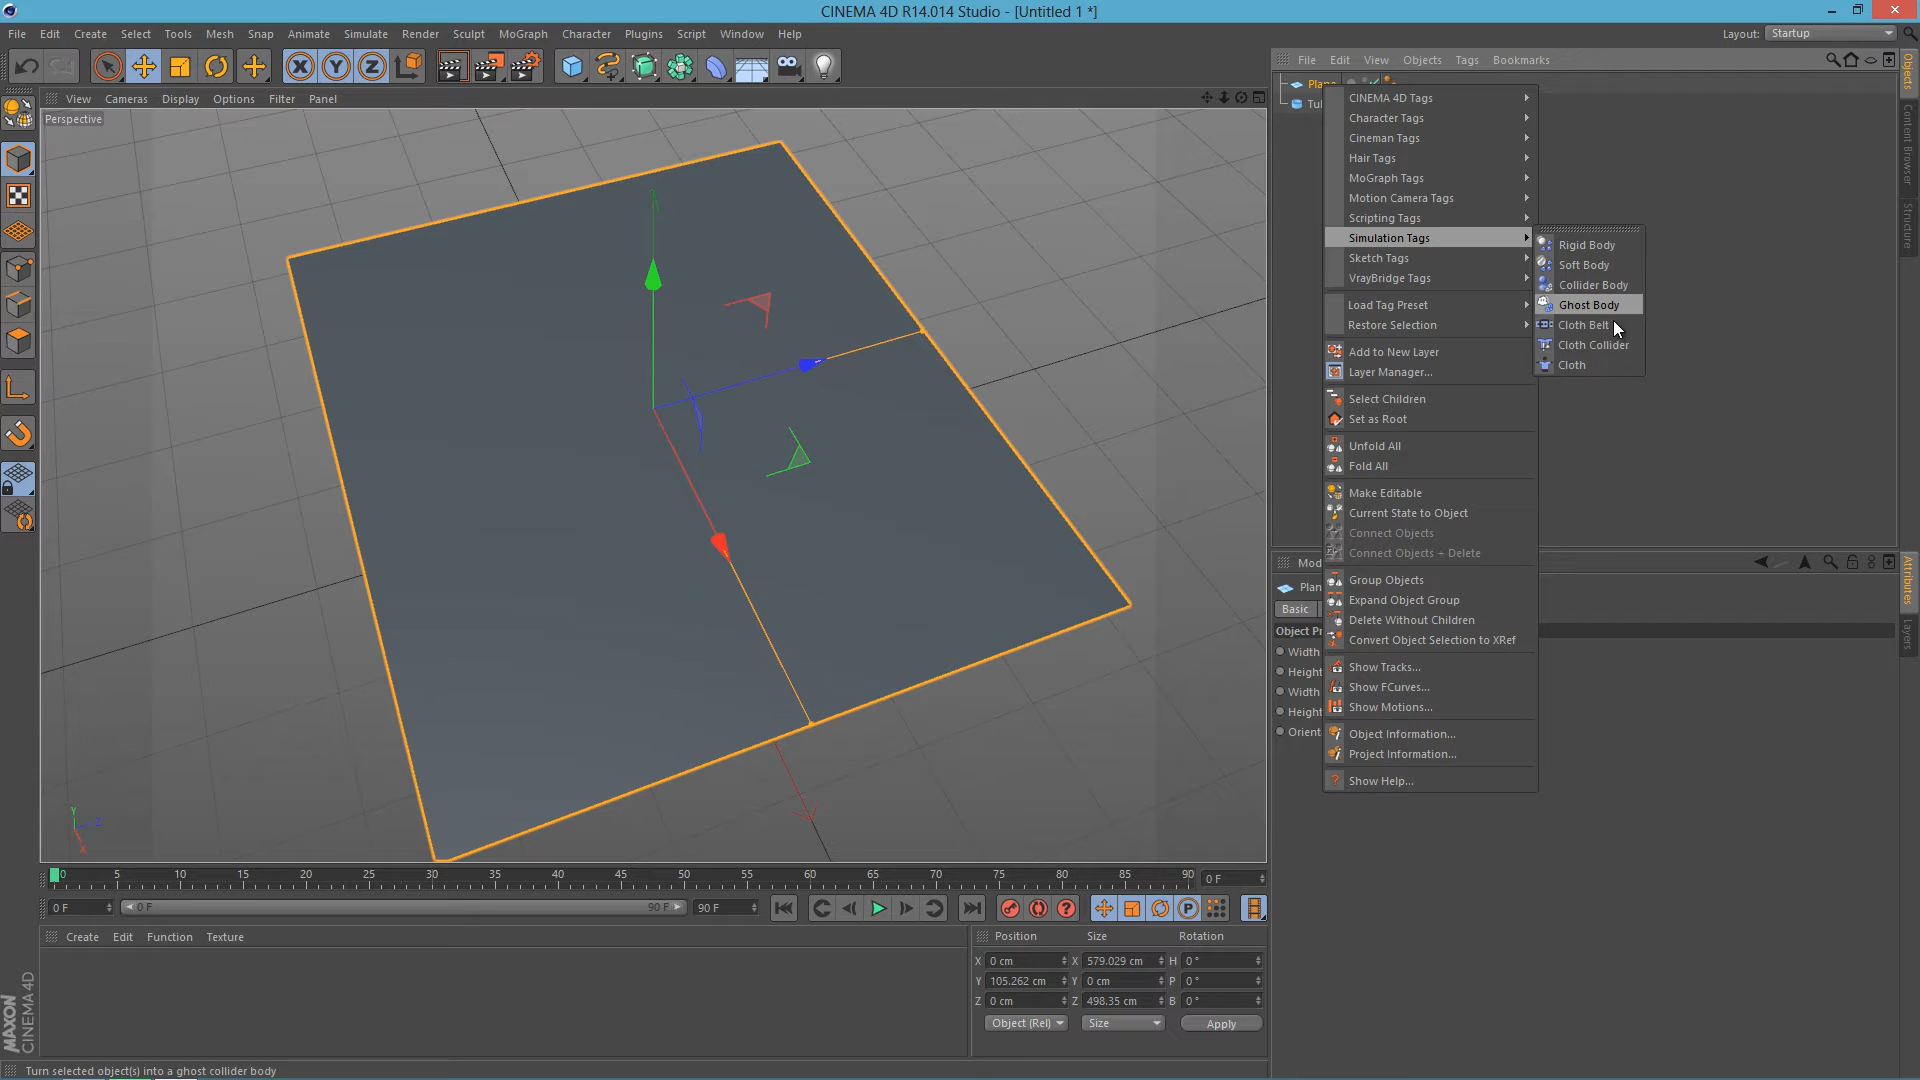 CINEMA 4D R14.014 Studio - [Untitled 1 *]
File Edit Create Select Tools Mesh Snap Animate Simulate Render Sculpt MoGraph Character Plugins Script Window Help
Layout: Startup
File Edit View Objects Tags Bookmarks
View Cameras Display Options Filter Panel
Perspective
CINEMA 4D Tags
Character Tags
Cineman Tags
Hair Tags
MoGraph Tags
Motion Camera Tags
Scripting Tags
Simulation Tags
Sketch Tags
VrayBridge Tags
Load Tag Preset
Restore Selection
Add to New Layer
Layer Manager...
Select Children
Set as Root
Unfold All
Fold All
Make Editable
Current State to Object
Connect Objects
Connect Objects + Delete
Group Objects
Expand Object Group
Delete Without Children
Convert Object Selection to XRef
Show Tracks...
Show FCurves...
Show Motions...
Object Information...
Project Information...
Show Help...
Rigid Body
Soft Body
Collider Body
Ghost Body
Cloth Belt
Cloth Collider
Cloth
Objects
Content Browser
Structure
Attributes
Layers
Basic
Width
Height
Width
Height
Y
Z
X
0 5 10 15 20 25 30 35 40 45 50 55 60 65 70 75 80 85 90
0 F
0 F
0 F
90 F
90 F
Create Edit Function Texture
Position Size Rotation
X 0 cm X 579.029 cm H 0 °
Y 105.262 cm Y 0 cm P 0 °
Z 0 cm Z 498.35 cm B 0 °
Object (Rel) Size Apply
MAXON
CINEMA 4D
Turn selected object(s) into a ghost collider body